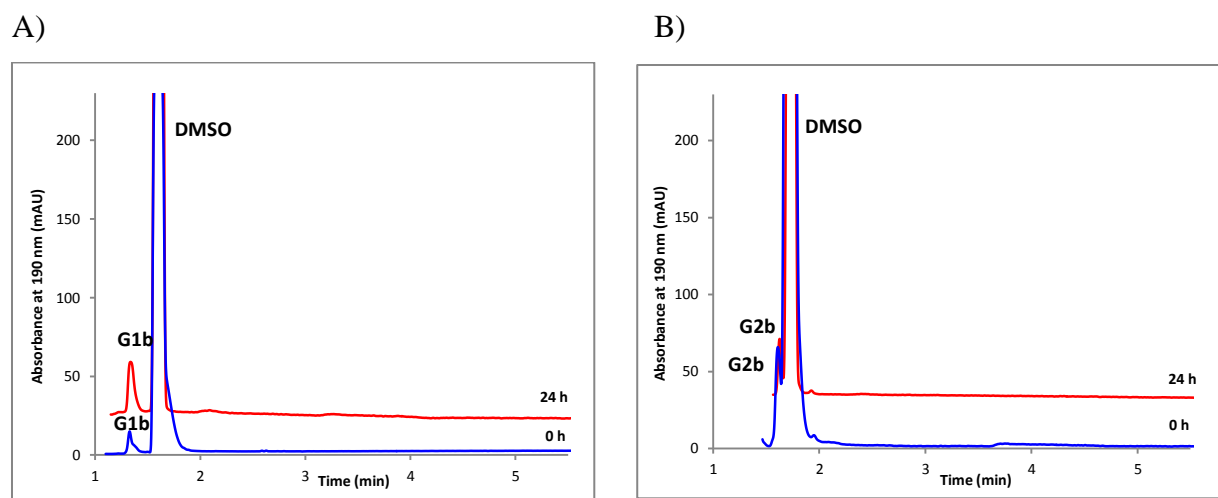 A)
B)
Absorbance at 190 nm (mAU)
200
150
100
50
0
DMSO
G1b
G1b
24 h
0 h
1
2
3
4
5
Time (min)
Absorbance at 190 nm (mAU)
200
150
100
50
0
DMSO
G2b
G2b
24 h
0 h
1
2
3
4
5
Time (min)